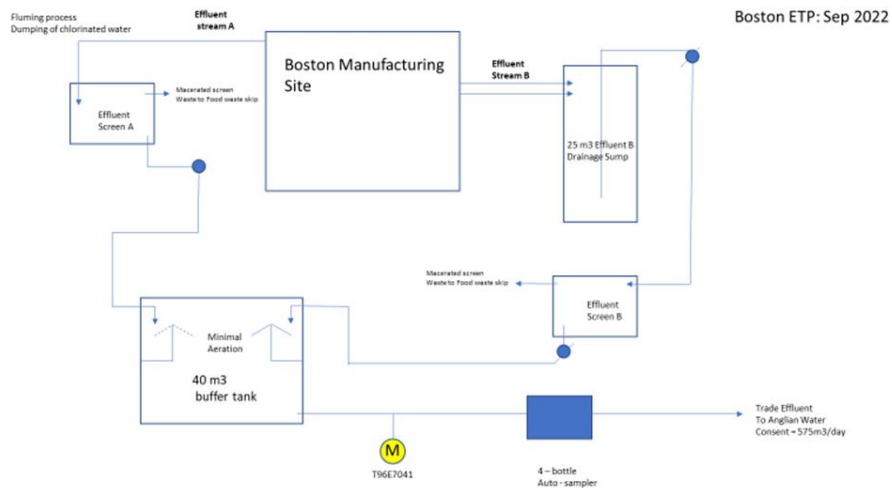 Boston ETP: Sep 2022
Fluming process
Dumping of chlorinated water
Effluent
stream A
Boston Manufacturing
Site
Effluent
Stream B
Macerated screen
Waste to Food waste skip
Effluent
Screen A
25 m3 Effluent B
Drainage Sump
Macerated screen
Waste to Food waste skip
Effluent
Screen B
Minimal
Aeration
40 m3
buffer tank
Trade Effluent
To Anglian Water
Consent = 575m3/day
M
T96E7041
4 – bottle
Auto - sampler